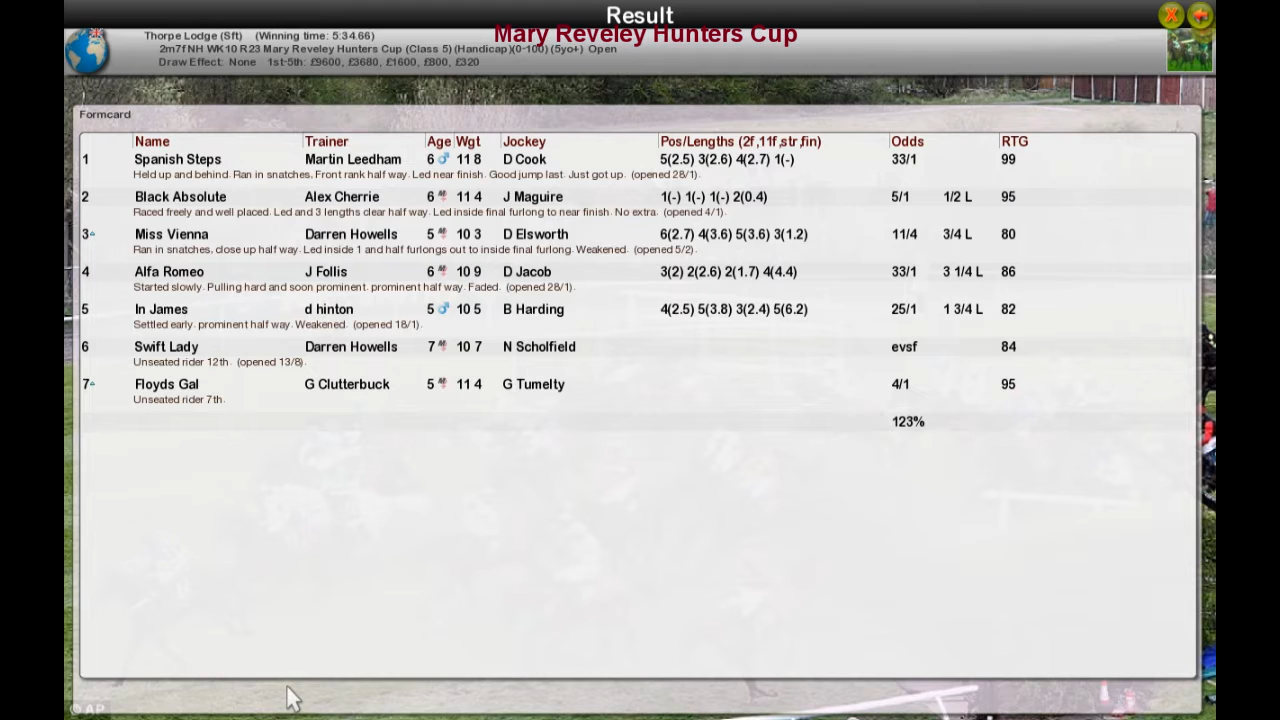 Result
Mary Reveley Hunters Cup
Thorpe Lodge (Sft) (Winning time: 5:34.66)
2m7f NH WK10 R23 Mary Reveley Hunters Cup (Class 5) (Handicap)(0-100) (5yo+) Open
Draw Effect: None 1st-5th: £9600, £3680, £1600, £800, £320
Formcard
Name Trainer Age Wgt Jockey Pos/Lengths (2f,11f,str,fin) Odds RTG
1 Spanish Steps Martin Leedham 6 11 8 D Cook 5(2.5) 3(2.6) 4(2.7) 1(-) 33/1 99
Held up and behind. Ran in snatches, Front rank half way. Led near finish. Good jump last. Just got up. (opened 28/1).
2 Black Absolute Alex Cherrie 6 11 4 J Maguire 1(-) 1(-) 1(-) 2(0.4) 5/1 1/2 L 95
Raced freely and well placed. Led and 3 lengths clear half way. Led inside final furlong to near finish. No extra. (opened 4/1).
3 Miss Vienna Darren Howells 5 10 3 D Elsworth 6(2.7) 4(3.6) 5(3.6) 3(1.2) 11/4 3/4 L 80
Ran in snatches, close up half way. Led inside 1 and half furlongs out to inside final furlong. Weakened. (opened 5/2).
4 Alfa Romeo J Follis 6 10 9 D Jacob 3(2) 2(2.6) 2(1.7) 4(4.4) 33/1 3 1/4 L 86
Started slowly. Pulling hard and soon prominent. prominent half way. Faded. (opened 28/1).
5 In James d hinton 5 10 5 B Harding 4(2.5) 5(3.8) 3(2.4) 5(6.2) 25/1 1 3/4 L 82
Settled early. prominent half way. Weakened. (opened 18/1).
6 Swift Lady Darren Howells 7 10 7 N Scholfield evsf 84
Unseated rider 12th. (opened 13/8).
7 Floyds Gal G Clutterbuck 5 11 4 G Tumelty 4/1 95
Unseated rider 7th.
123%
© AP